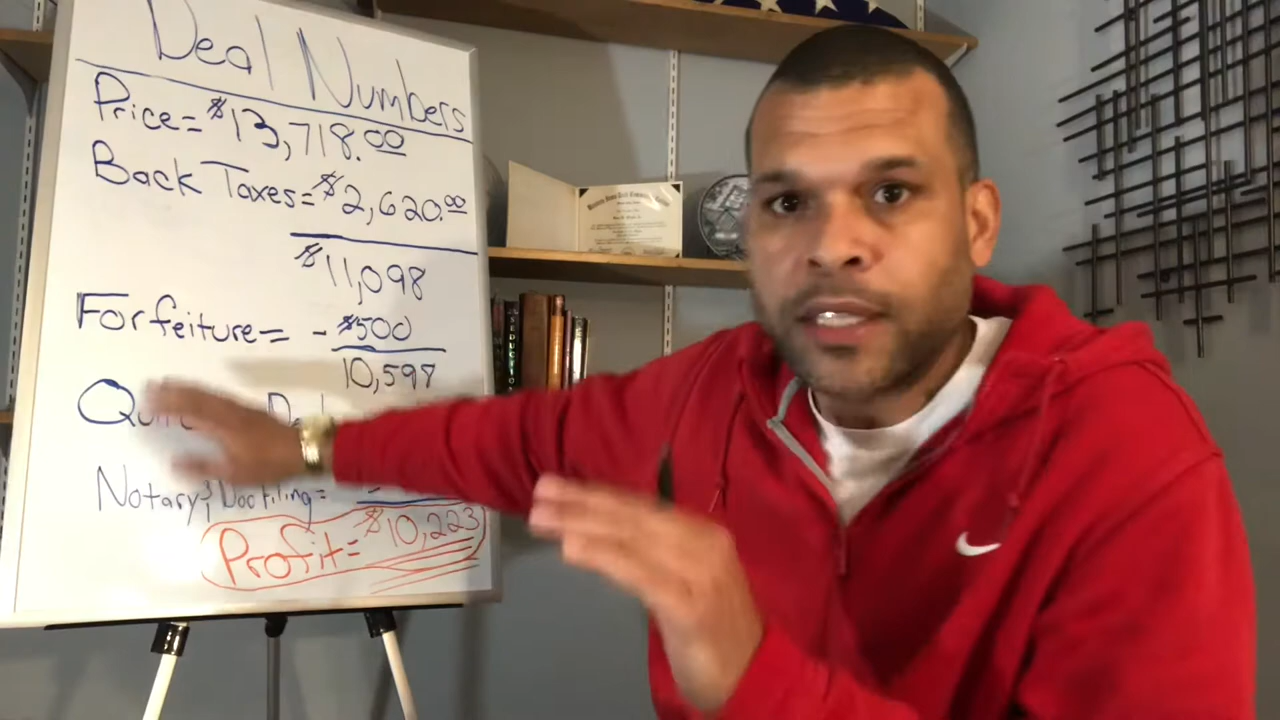 Deal Numbers
Price = $13,718.00
Back Taxes = $2,620.00
$11,098
Forfeiture = - $500
10,598
Notary & Doc filing =
Profit = $10,223
SEDUCTION